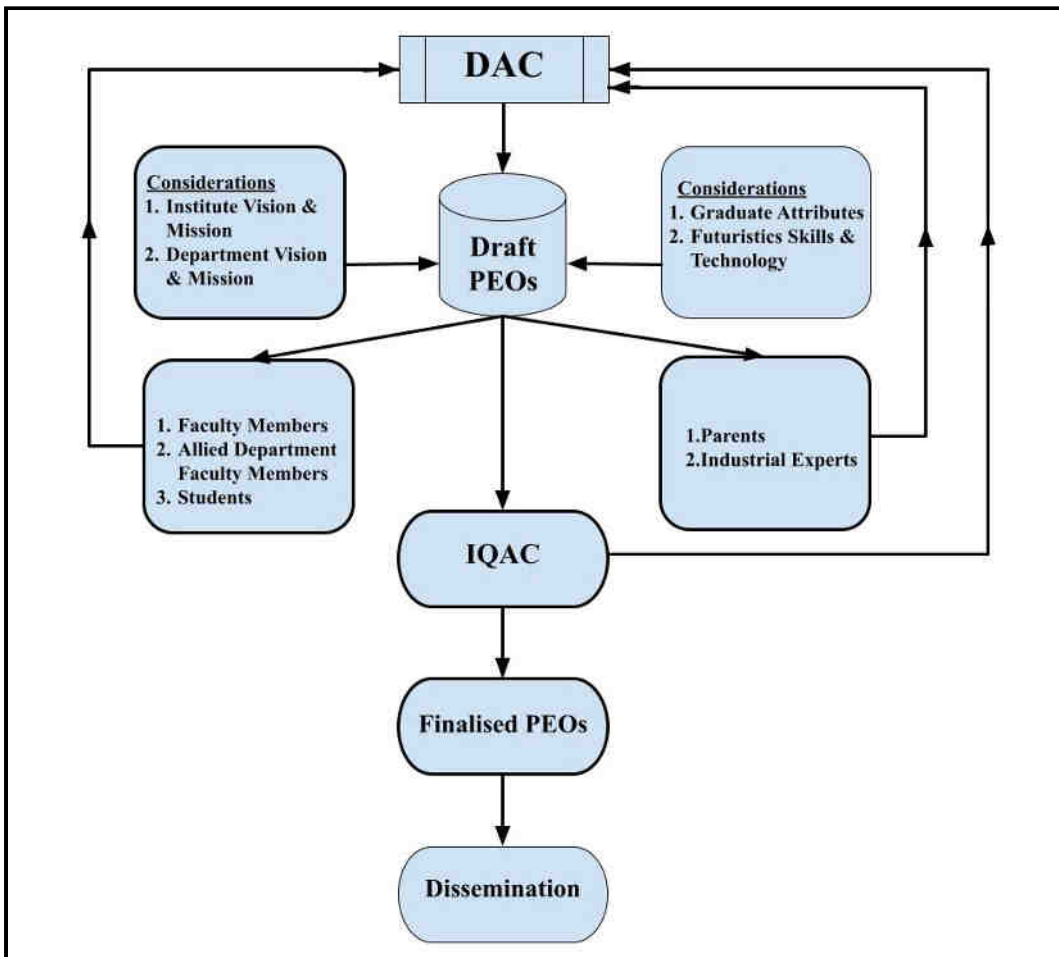 DAC
Considerations
1. Institute Vision &
Mission
2. Department Vision
& Mission
Draft
PEOs
Considerations
1. Graduate Attributes
2. Futuristics Skills &
Technology
1. Faculty Members
2. Allied Department
Faculty Members
3. Students
1.Parents
2.Industrial Experts
IQAC
Finalised PEOs
Dissemination